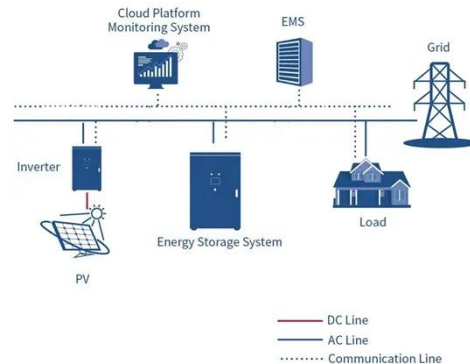 Cloud Platform
Monitoring System
EMS
Grid
Inverter
Energy Storage System
Load
PV
DC Line
AC Line
Communication Line